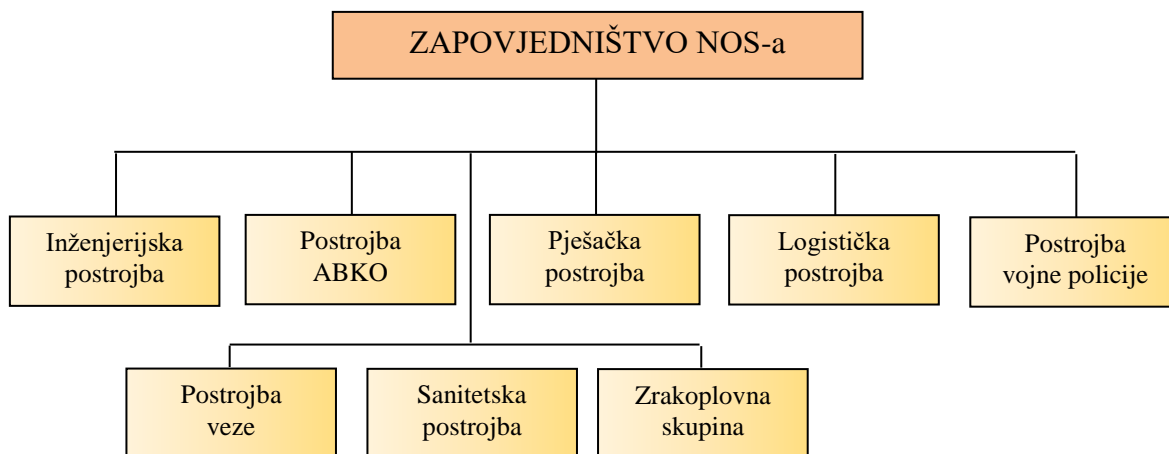 ZAPOVJEDNIŠTVO NOS-a
Inženjerijska
postrojba
Postrojba
ABKO
Pješačka
postrojba
Logistička
postrojba
Postrojba
vojne policije
Postrojba
veze
Sanitetska
postrojba
Zrakoplovna
skupina